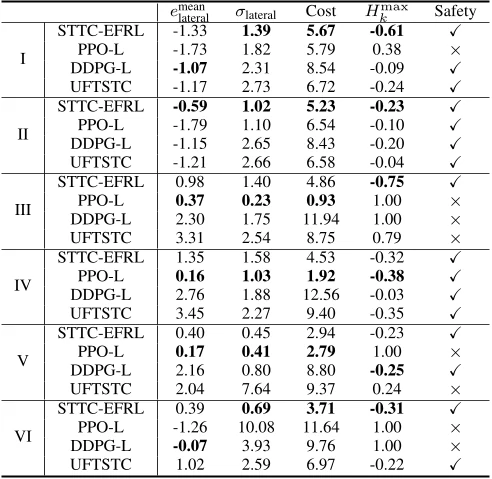 e^mean_lateral σ_lateral Cost H_k^max Safety
I
STTC-EFRL -1.33 1.39 5.67 -0.61 ✓
PPO-L -1.73 1.82 5.79 0.38 ×
DDPG-L -1.07 2.31 8.54 -0.09 ✓
UFTSTC -1.17 2.73 6.72 -0.24 ✓
II
STTC-EFRL -0.59 1.02 5.23 -0.23 ✓
PPO-L -1.79 1.10 6.54 -0.10 ✓
DDPG-L -1.15 2.65 8.43 -0.20 ✓
UFTSTC -1.21 2.66 6.58 -0.04 ✓
III
STTC-EFRL 0.98 1.40 4.86 -0.75 ✓
PPO-L 0.37 0.23 0.93 1.00 ×
DDPG-L 2.30 1.75 11.94 1.00 ×
UFTSTC 3.31 2.54 8.75 0.79 ×
IV
STTC-EFRL 1.35 1.58 4.53 -0.32 ✓
PPO-L 0.16 1.03 1.92 -0.38 ✓
DDPG-L 2.76 1.88 12.56 -0.03 ✓
UFTSTC 3.45 2.27 9.40 -0.35 ✓
V
STTC-EFRL 0.40 0.45 2.94 -0.23 ✓
PPO-L 0.17 0.41 2.79 1.00 ×
DDPG-L 2.16 0.80 8.80 -0.25 ✓
UFTSTC 2.04 7.64 9.37 0.24 ×
VI
STTC-EFRL 0.39 0.69 3.71 -0.31 ✓
PPO-L -1.26 10.08 11.64 1.00 ×
DDPG-L -0.07 3.93 9.76 1.00 ×
UFTSTC 1.02 2.59 6.97 -0.22 ✓